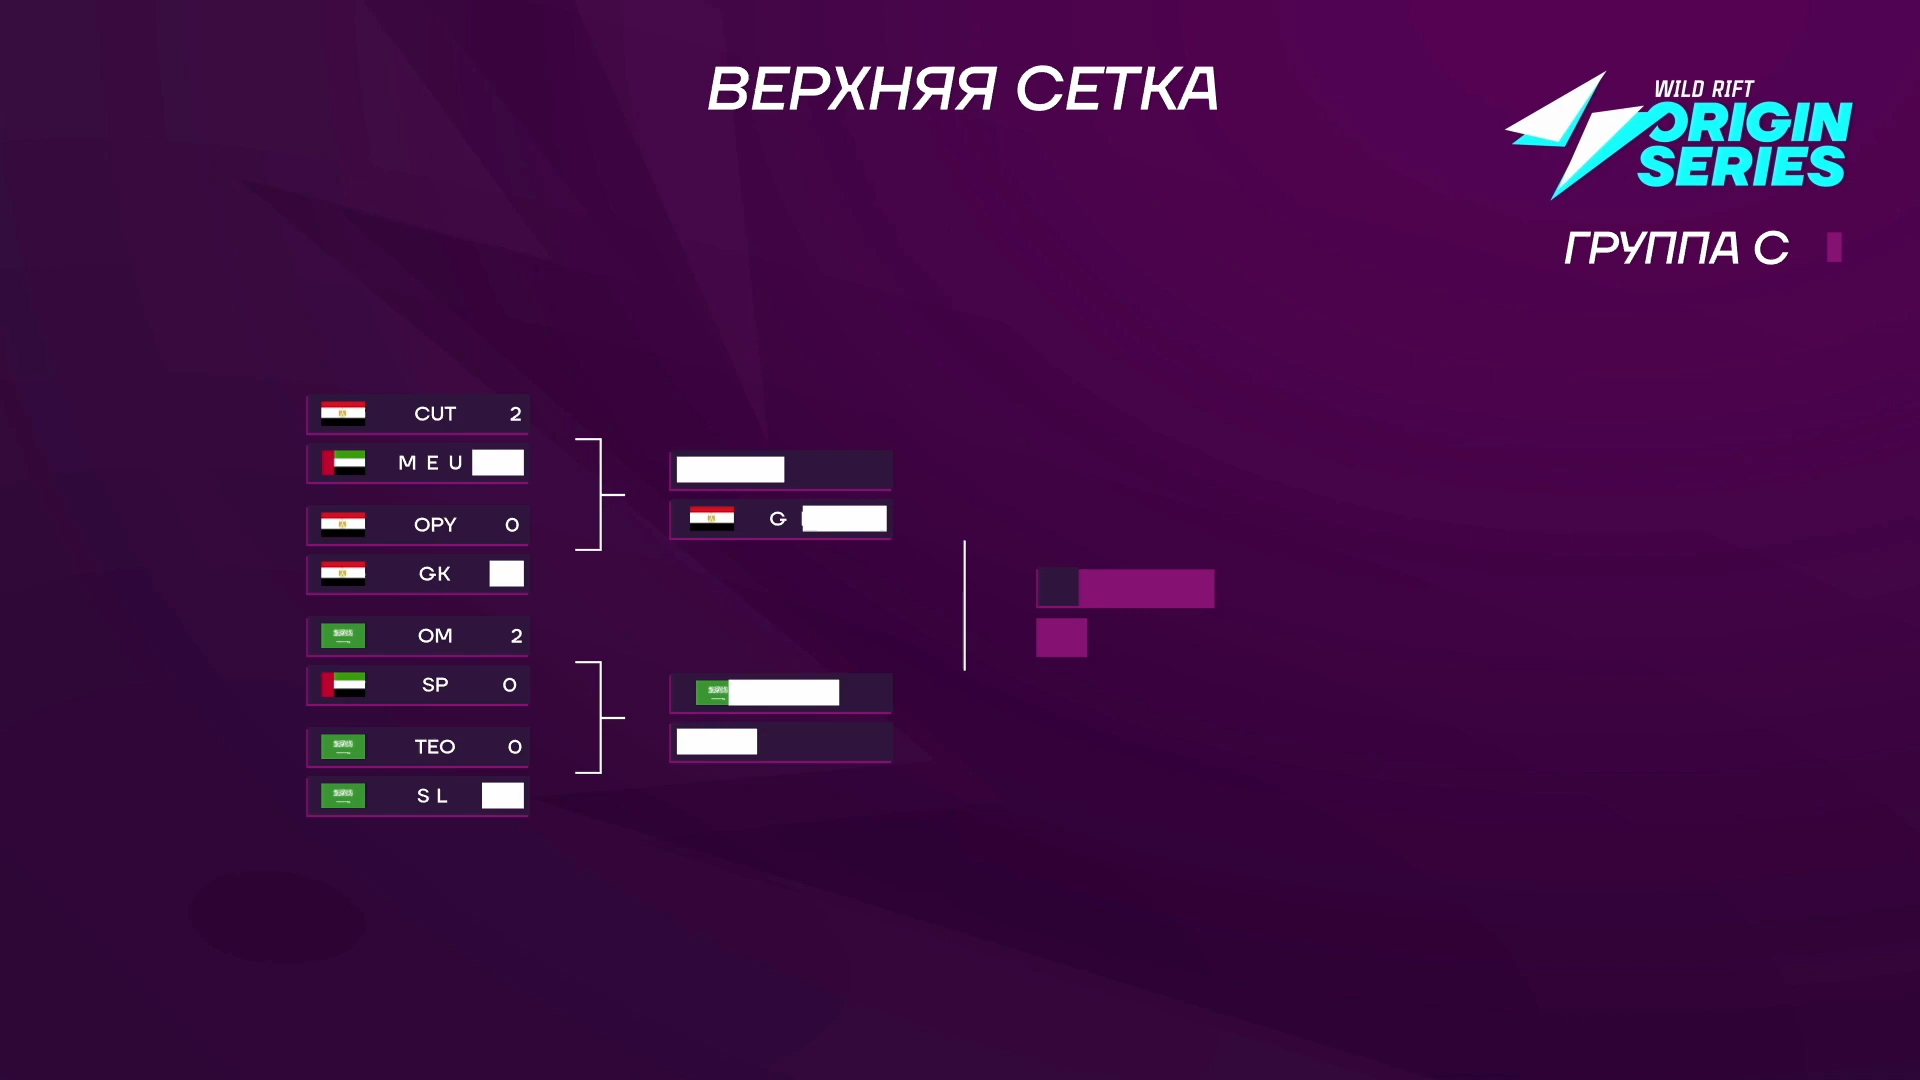 ВЕРХНЯЯ СЕТКА
WILD RIFT
ORIGIN
SERIES
ГРУППА C
CUT 2
M E U
OPY 0
GK
OM 2
SP 0
TEO 0
S L
G